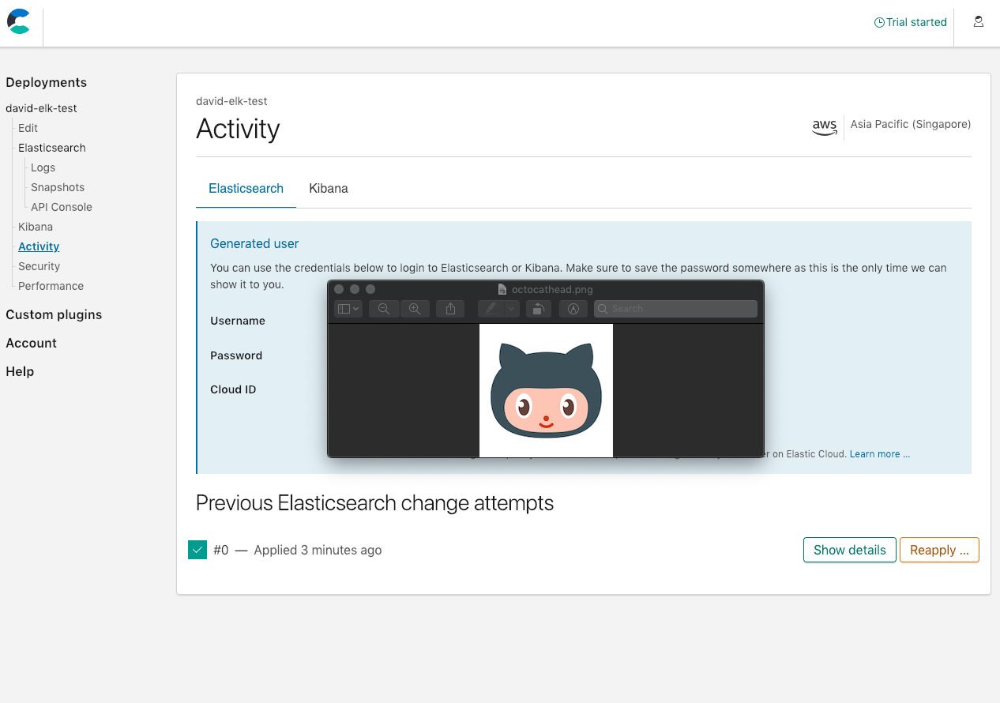 Trial started
Deployments
david-elk-test
Edit
Elasticsearch
Logs
Snapshots
API Console
Kibana
Activity
Security
Performance
Custom plugins
Account
Help
david-elk-test
Activity
aws
Asia Pacific (Singapore)
Elasticsearch Kibana
Generated user
You can use the credentials below to login to Elasticsearch or Kibana. Make sure to save the password somewhere as this is the only time we can
show it to you.
octocathead.png
Search
Username
Password
Cloud ID
on Elastic Cloud. Learn more ...
Previous Elasticsearch change attempts
#0 — Applied 3 minutes ago
Show details
Reapply ...